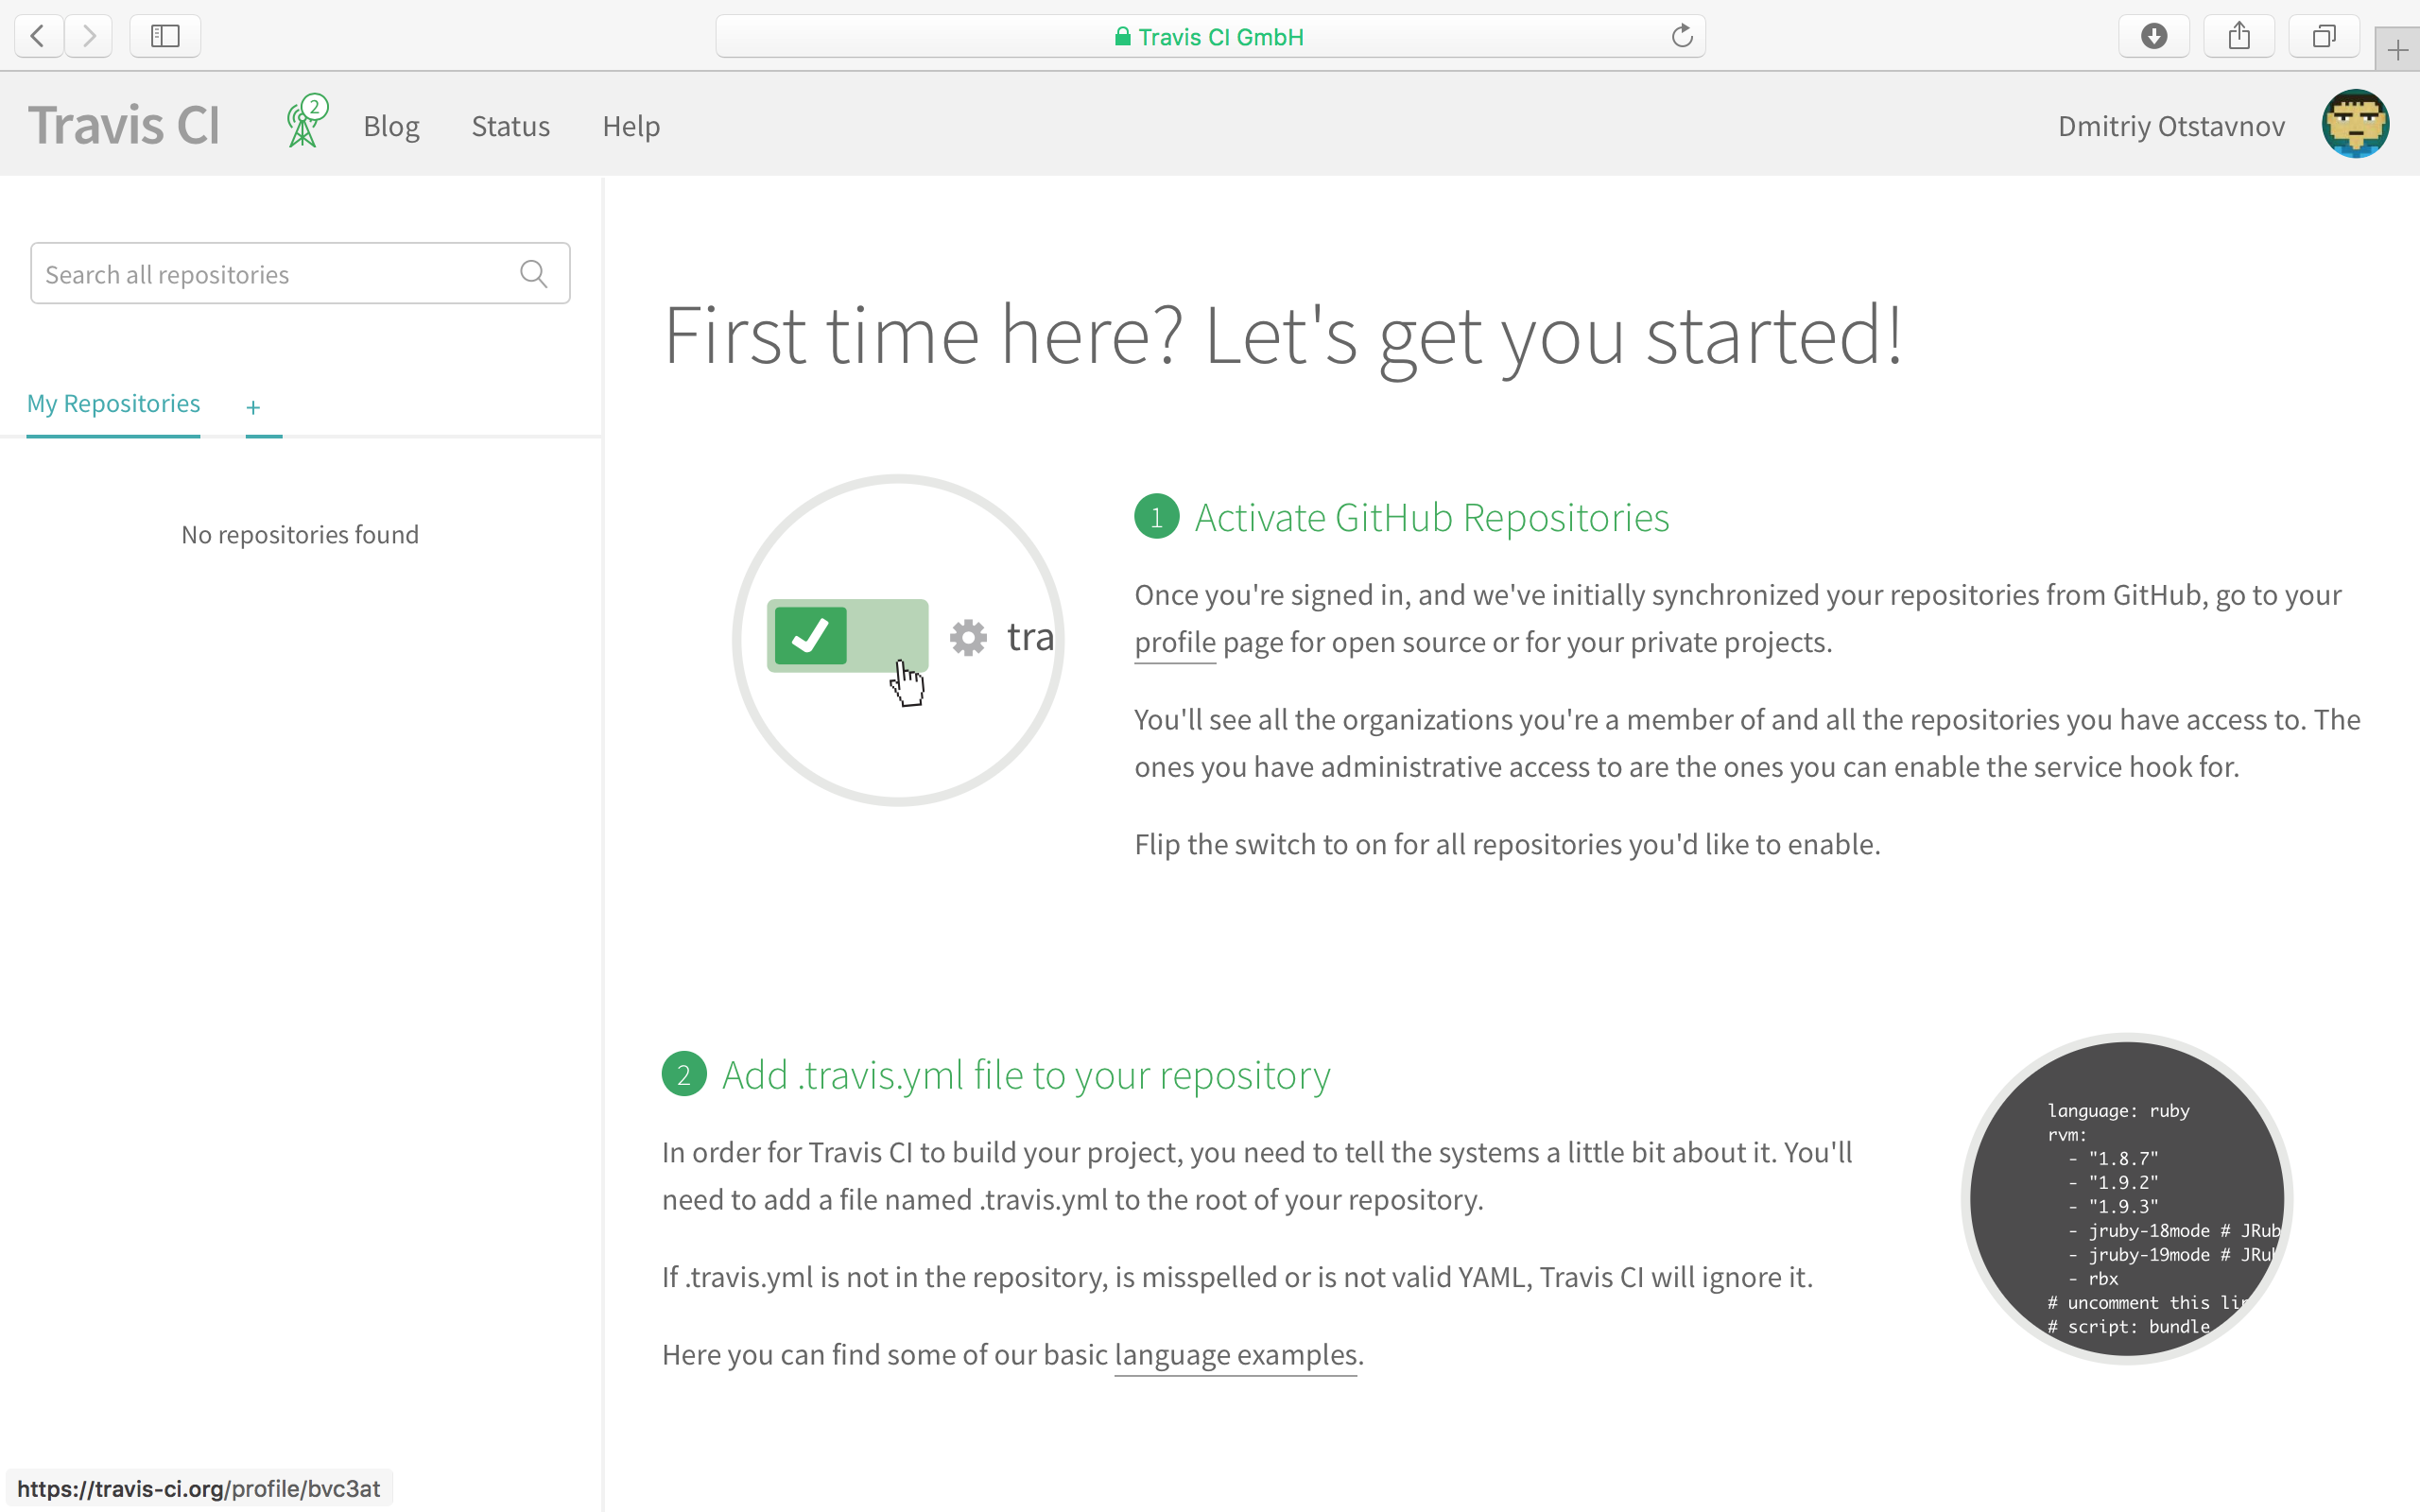 Travis CI GmbH
Travis CI
2
Blog
Status
Help
Dmitriy Otstavnov
Search all repositories
My Repositories
+
No repositories found
First time here? Let's get you started!
tra
1 Activate GitHub Repositories
Once you're signed in, and we've initially synchronized your repositories from GitHub, go to your
profile page for open source or for your private projects.
You'll see all the organizations you're a member of and all the repositories you have access to. The
ones you have administrative access to are the ones you can enable the service hook for.
Flip the switch to on for all repositories you'd like to enable.
2 Add .travis.yml file to your repository
In order for Travis CI to build your project, you need to tell the systems a little bit about it. You'll
need to add a file named .travis.yml to the root of your repository.
If .travis.yml is not in the repository, is misspelled or is not valid YAML, Travis CI will ignore it.
Here you can find some of our basic language examples.
language: ruby
rvm:
- "1.8.7"
- "1.9.2"
- "1.9.3"
- jruby-18mode # JRub
- jruby-19mode # JRu
- rbx
# uncomment this li
# script: bundle
https://travis-ci.org/profile/bvc3at